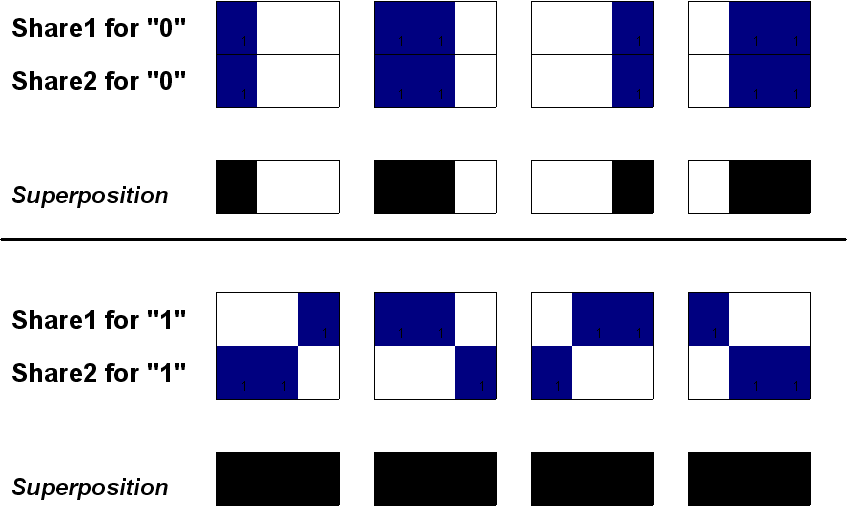 Share1 for "0"
Share2 for "0"
Superposition
Share1 for "1"
Share2 for "1"
Superposition